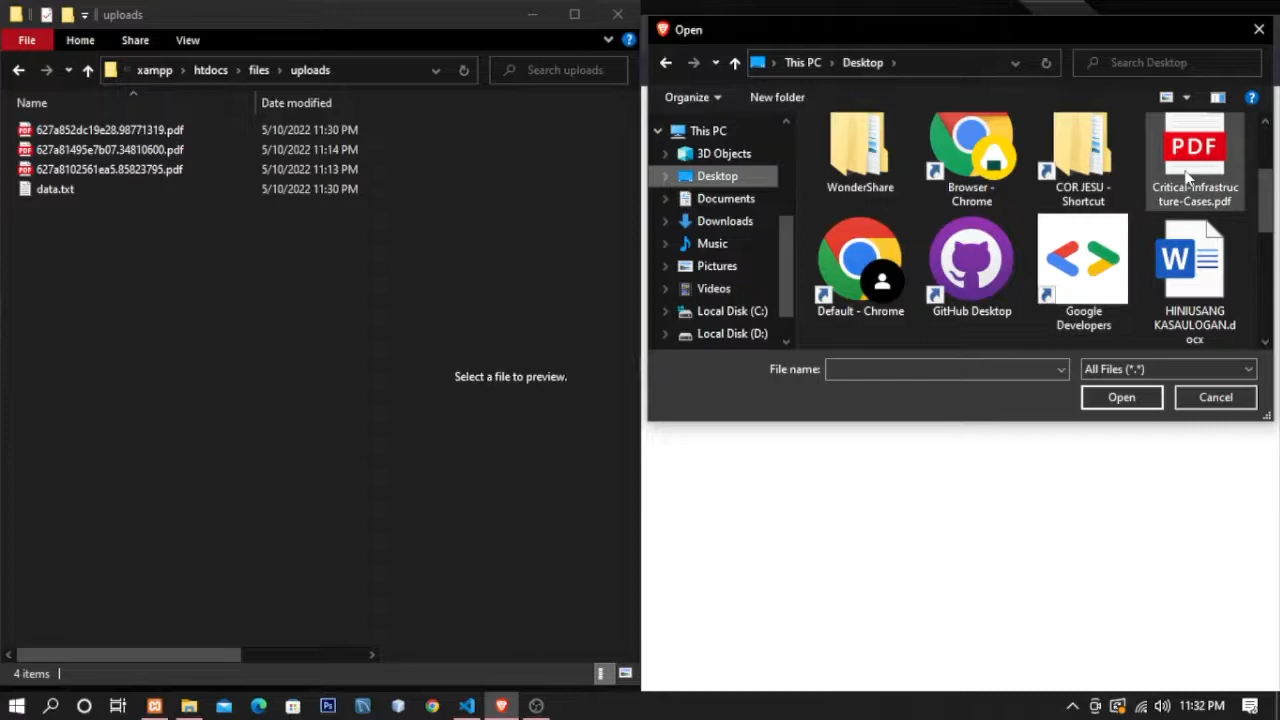 uploads
File
Home
Share
View
xampp
htdocs
files
uploads
Search uploads
Name
Date modified
627a852dc19e28.98771319.pdf
5/10/2022 11:30 PM
627a81495e7b07.34810600.pdf
5/10/2022 11:14 PM
627a8102561ea5.85823795.pdf
5/10/2022 11:13 PM
data.txt
5/10/2022 11:30 PM
Select a file to preview.
4 items
Open
This PC
Desktop
Search Desktop
Organize
New folder
This PC
3D Objects
Desktop
Documents
Downloads
Music
Pictures
Videos
Local Disk (C:)
Local Disk (D:)
WonderShare
Browser -
Chrome
COR JESU -
Shortcut
PDF
Critical-Infrastruc
ture-Cases.pdf
Default - Chrome
GitHub Desktop
Google
Developers
W
HINIUSANG
KASAULOGAN.d
ocx
File name:
All Files (*.*)
Open
Cancel
11:32 PM